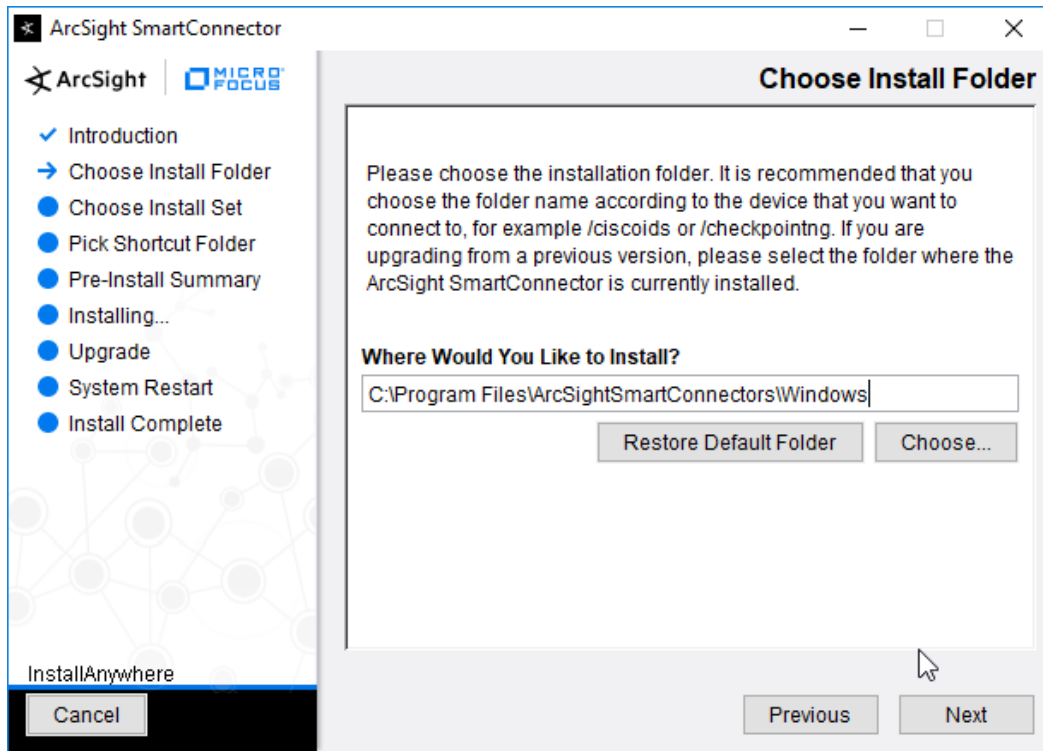 ArcSight SmartConnector
ArcSight
MICRO
FOCUS
Choose Install Folder
Introduction
Choose Install Folder
Choose Install Set
Pick Shortcut Folder
Pre-Install Summary
Installing...
Upgrade
System Restart
Install Complete
Please choose the installation folder. It is recommended that you
choose the folder name according to the device that you want to
connect to, for example /ciscoids or /checkpointng. If you are
upgrading from a previous version, please select the folder where the
ArcSight SmartConnector is currently installed.
Where Would You Like to Install?
C:\Program Files\ArcSightSmartConnectors\Windows
Restore Default Folder
Choose...
InstallAnywhere
Cancel
Previous
Next